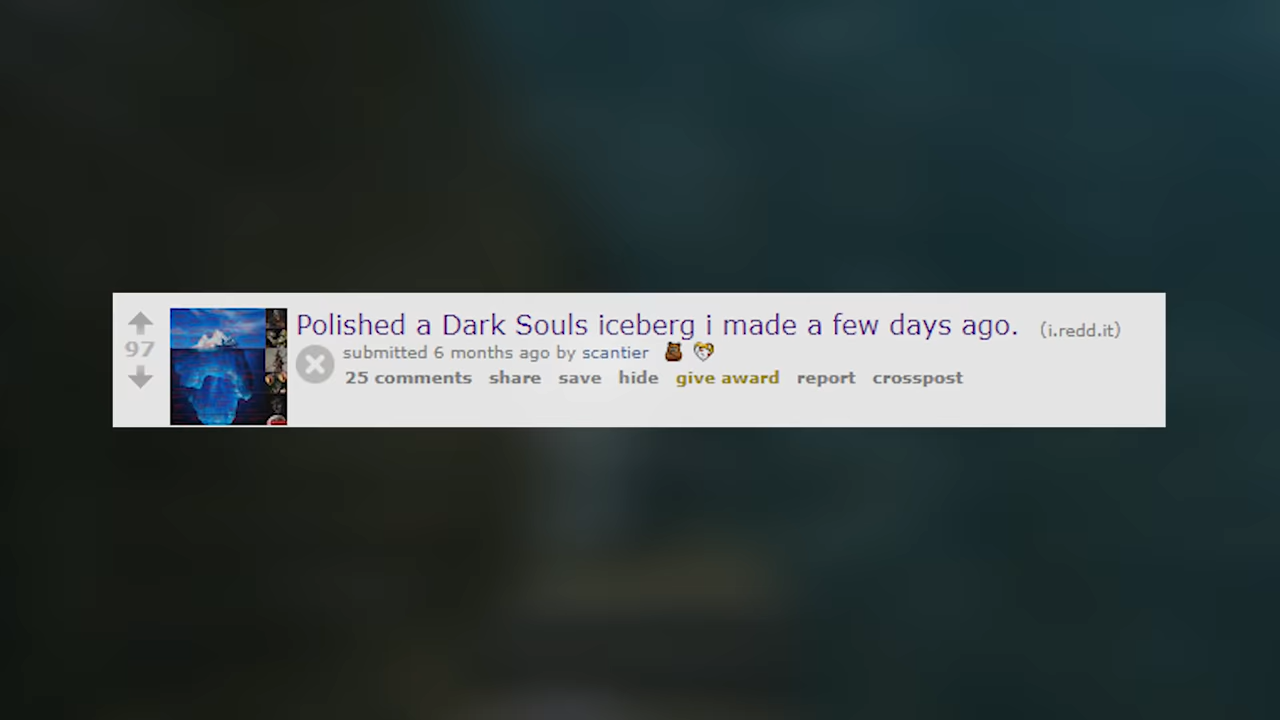 Polished a Dark Souls iceberg i made a few days ago. (i.redd.it)
97
submitted 6 months ago by scantier
25 comments share save hide give award report crosspost